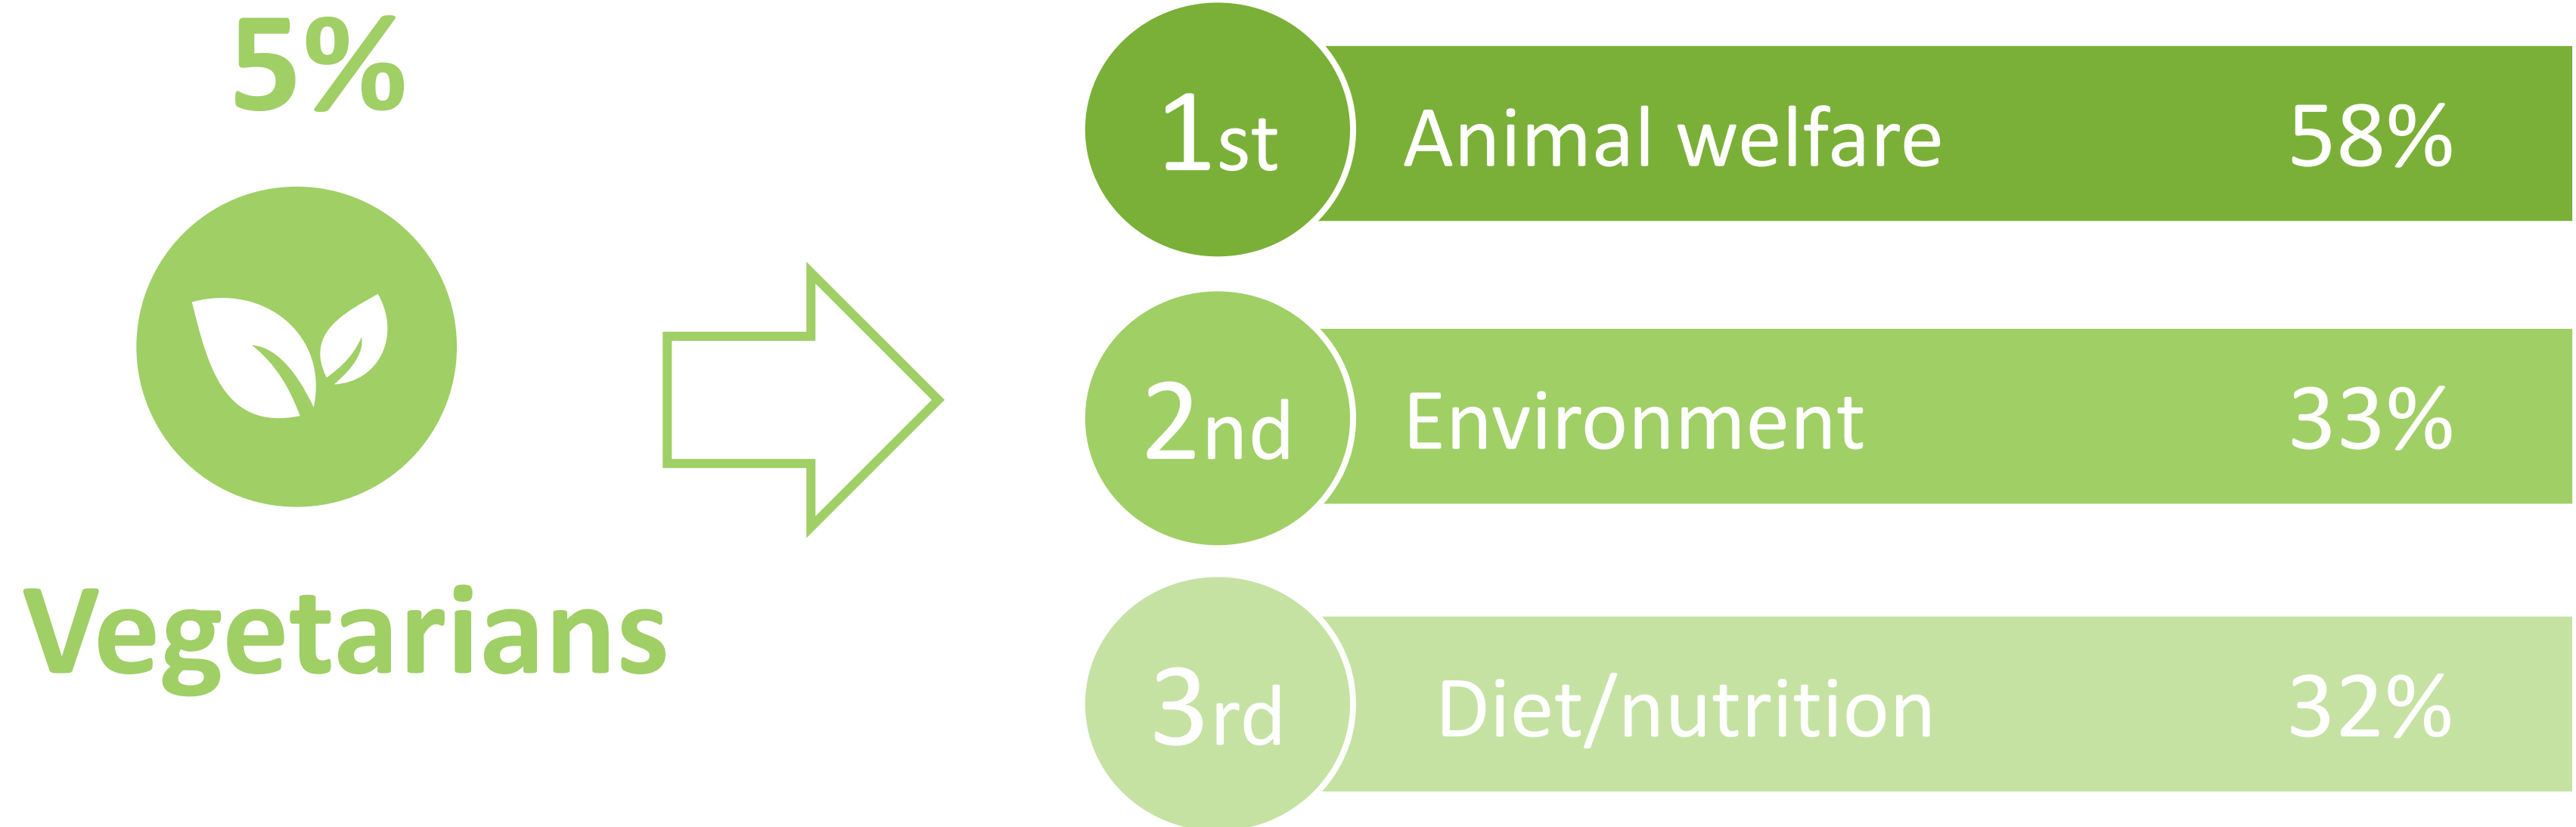 5%
Vegetarians
1st Animal welfare 58%
2nd Environment 33%
3rd Diet/nutrition 32%